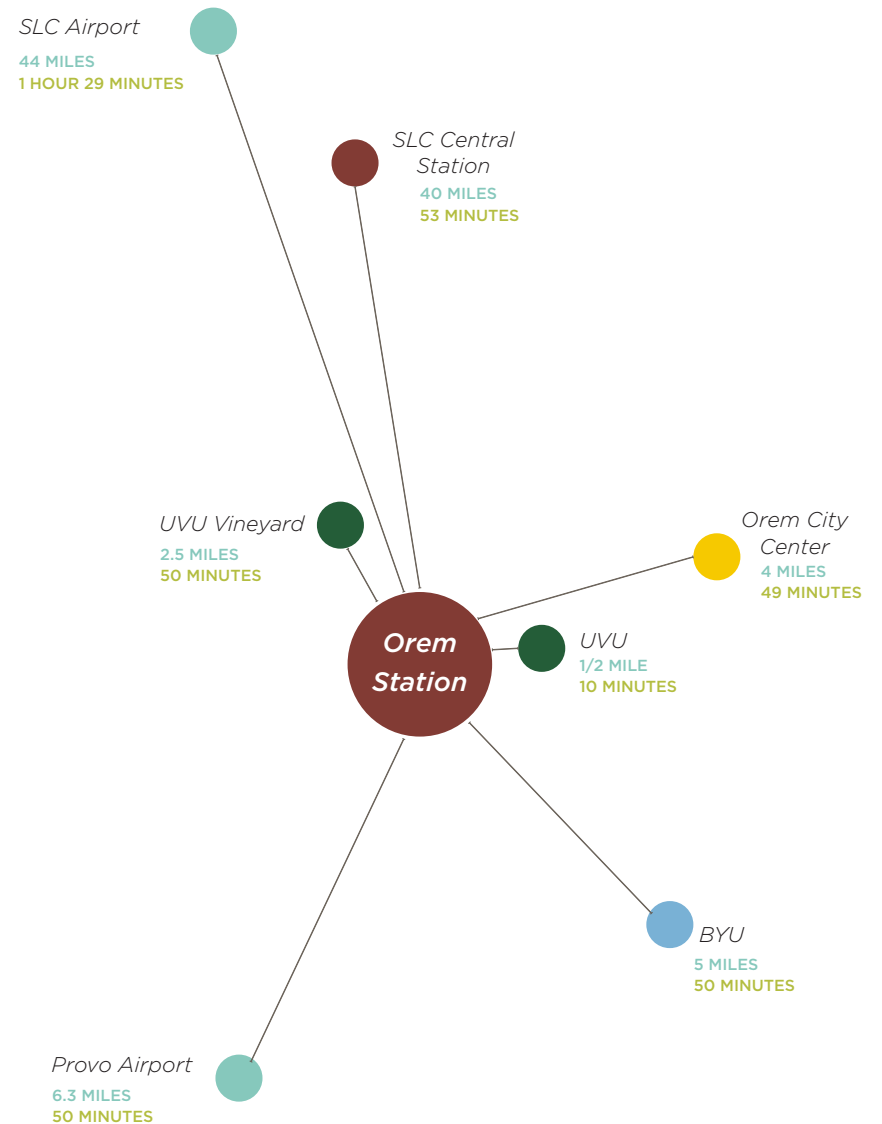 SLC Airport
44 MILES
1 HOUR 29 MINUTES
SLC Central
Station
40 MILES
53 MINUTES
UVU Vineyard
2.5 MILES
50 MINUTES
Orem City
Center
4 MILES
49 MINUTES
Orem
Station
UVU
1/2 MILE
10 MINUTES
BYU
5 MILES
50 MINUTES
Provo Airport
6.3 MILES
50 MINUTES